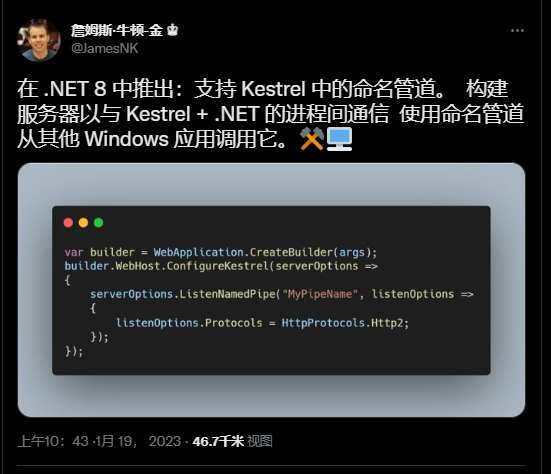 詹姆斯·牛顿-金
@JamesNK
在 .NET 8 中推出：支持 Kestrel 中的命名管道。 构建
服务器以与 Kestrel + .NET 的进程间通信 使用命名管道
从其他 Windows 应用调用它。
var builder = WebApplication.CreateBuilder(args);
builder.WebHost.ConfigureKestrel(serverOptions =>
{
    serverOptions.ListenNamedPipe("MyPipeName", listenOptions =>
    {
        listenOptions.Protocols = HttpProtocols.Http2;
    });
});
上午10：43 ·1月 19， 2023 · 46.7千米 视图